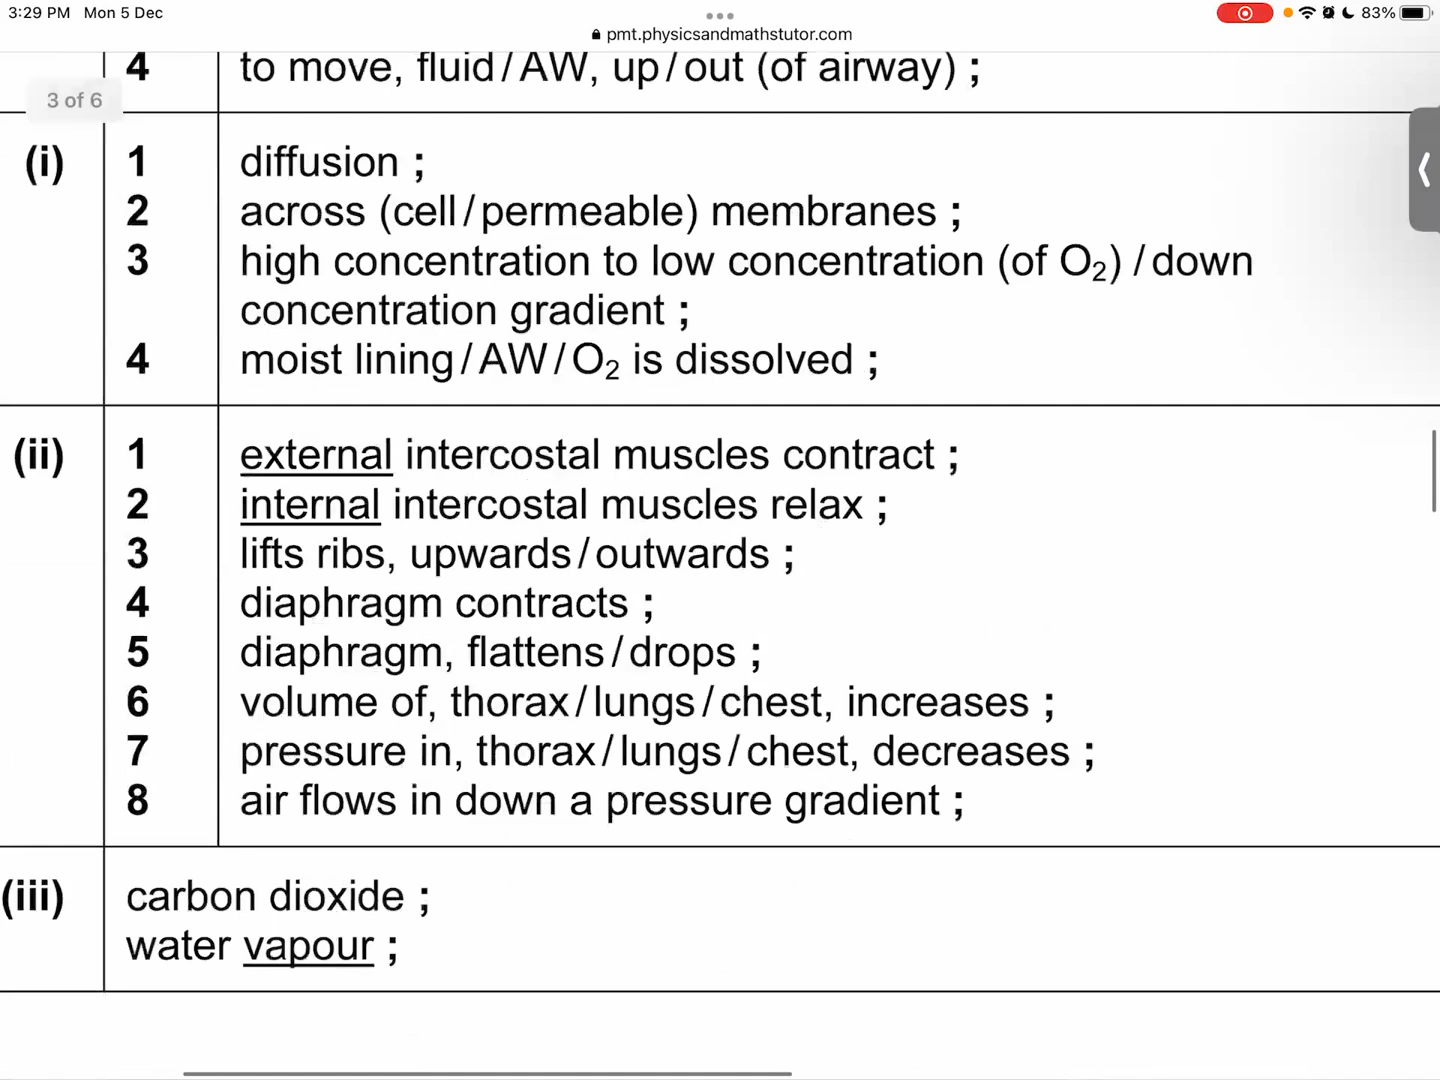 3:29 PM Mon 5 Dec
83%
pmt.physicsandmathstutor.com
4 to move, fluid / AW, up / out (of airway) ;
3 of 6
(i) 1 diffusion ;
2 across (cell / permeable) membranes ;
3 high concentration to low concentration (of O₂) / down
concentration gradient ;
4 moist lining / AW / O₂ is dissolved ;
(ii) 1 external intercostal muscles contract ;
2 internal intercostal muscles relax ;
3 lifts ribs, upwards / outwards ;
4 diaphragm contracts ;
5 diaphragm, flattens / drops ;
6 volume of, thorax / lungs / chest, increases ;
7 pressure in, thorax / lungs / chest, decreases ;
8 air flows in down a pressure gradient ;
(iii) carbon dioxide ;
water vapour ;